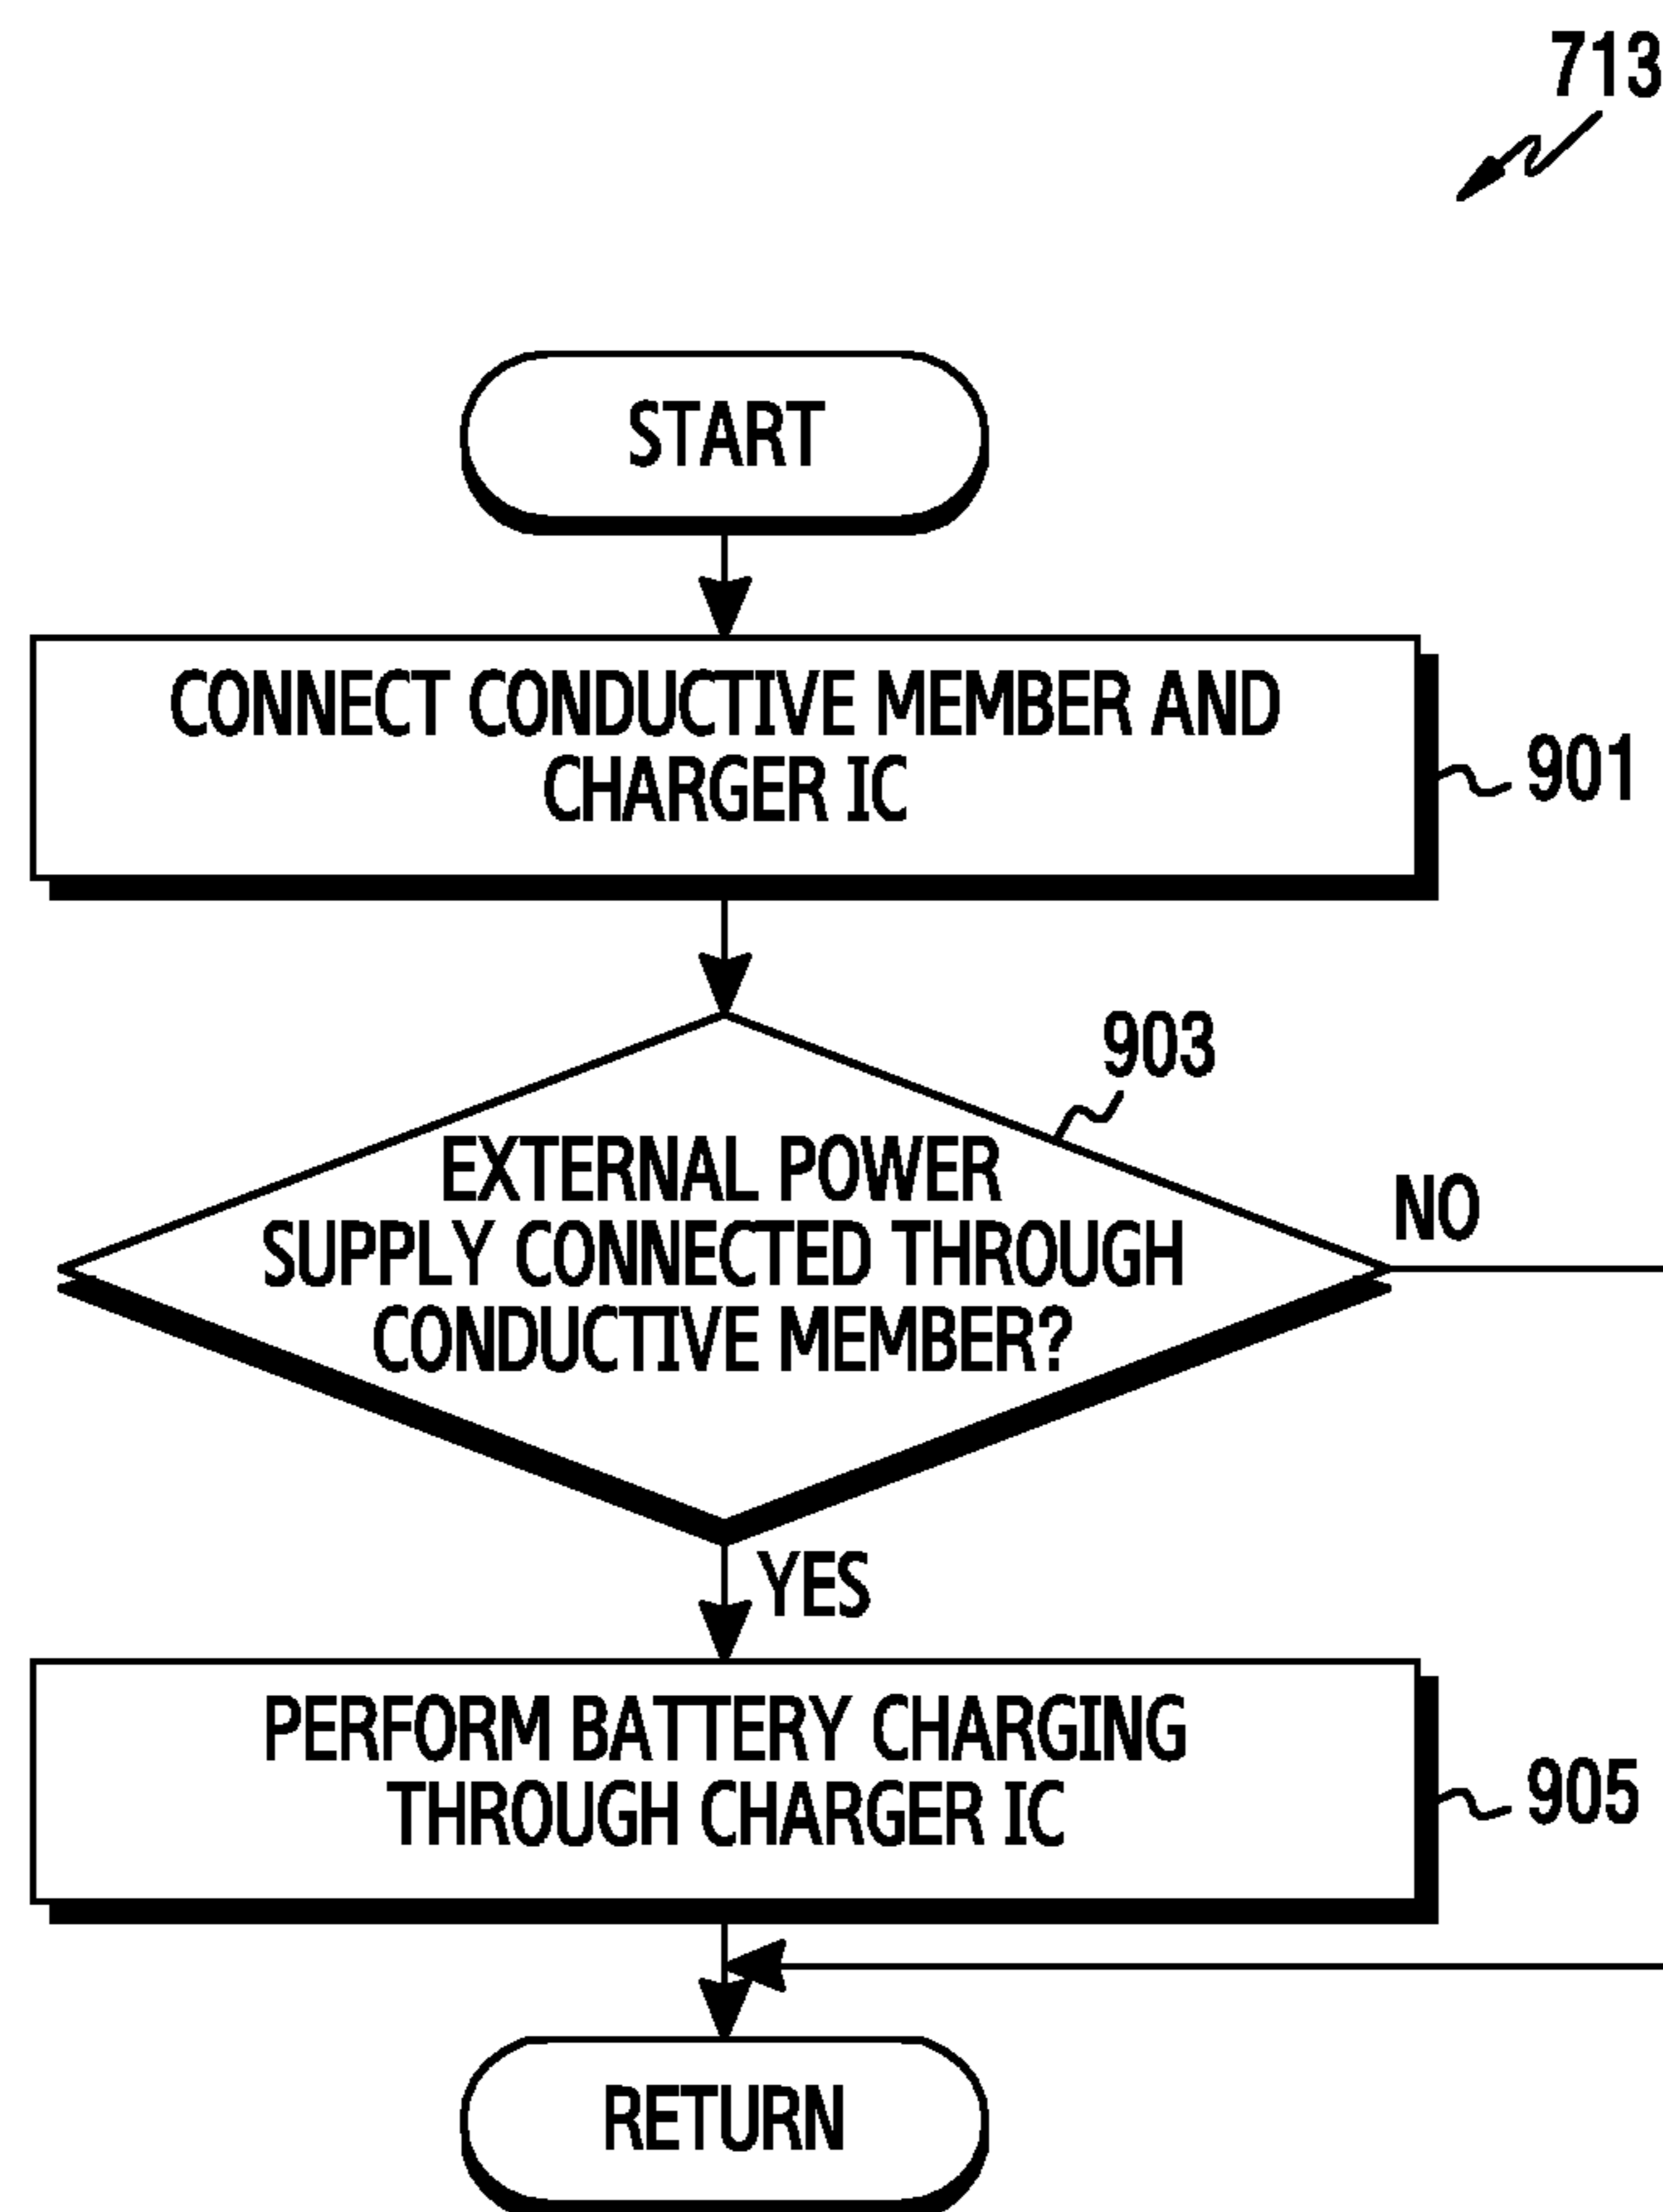 713
START
CONNECT CONDUCTIVE MEMBER AND
CHARGER IC
901
903
EXTERNAL POWER
SUPPLY CONNECTED THROUGH
CONDUCTIVE MEMBER?
NO
YES
PERFORM BATTERY CHARGING
THROUGH CHARGER IC
905
RETURN